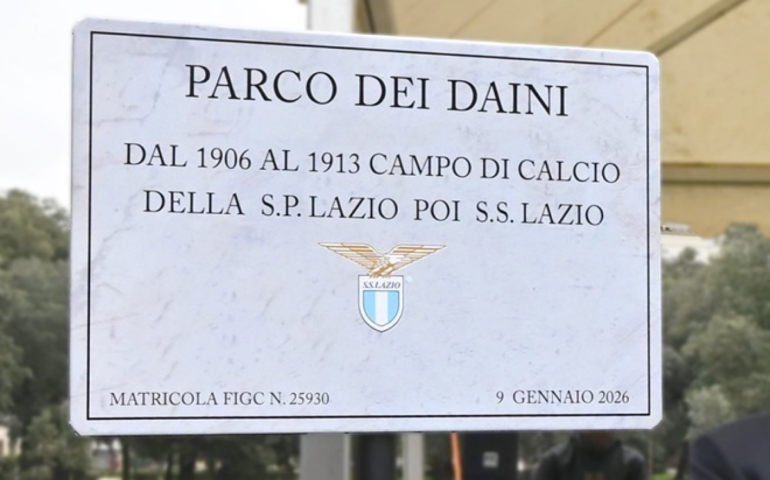 PARCO DEI DAINI
DAL 1906 AL 1913 CAMPO DI CALCIO
DELLA S.P. LAZIO POI S.S. LAZIO
S.S. LAZIO
MATRICOLA FIGC N. 25930
9 GENNAIO 2026